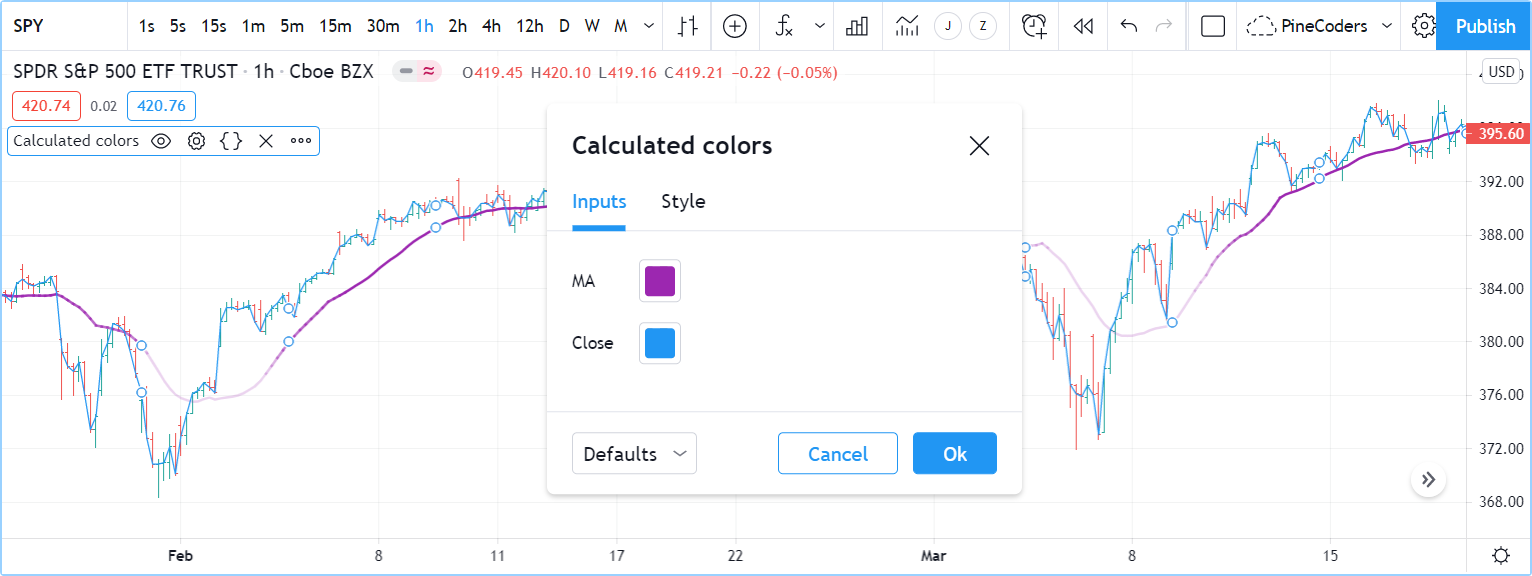 SPY 1s 5s 15s 1m 5m 15m 30m 1h 2h 4h 12h D W M J Z PineCoders Publish
SPDR S&P 500 ETF TRUST · 1h · Cboe BZX O419.45 H420.10 L419.16 C419.21 −0.22 (−0.05%) USD
420.74 0.02 420.76
Calculated colors
Calculated colors
Inputs Style
MA
Close
Defaults Cancel Ok
395.60
392.00
388.00
384.00
380.00
376.00
372.00
368.00
Feb 8 11 17 22 Mar 8 15